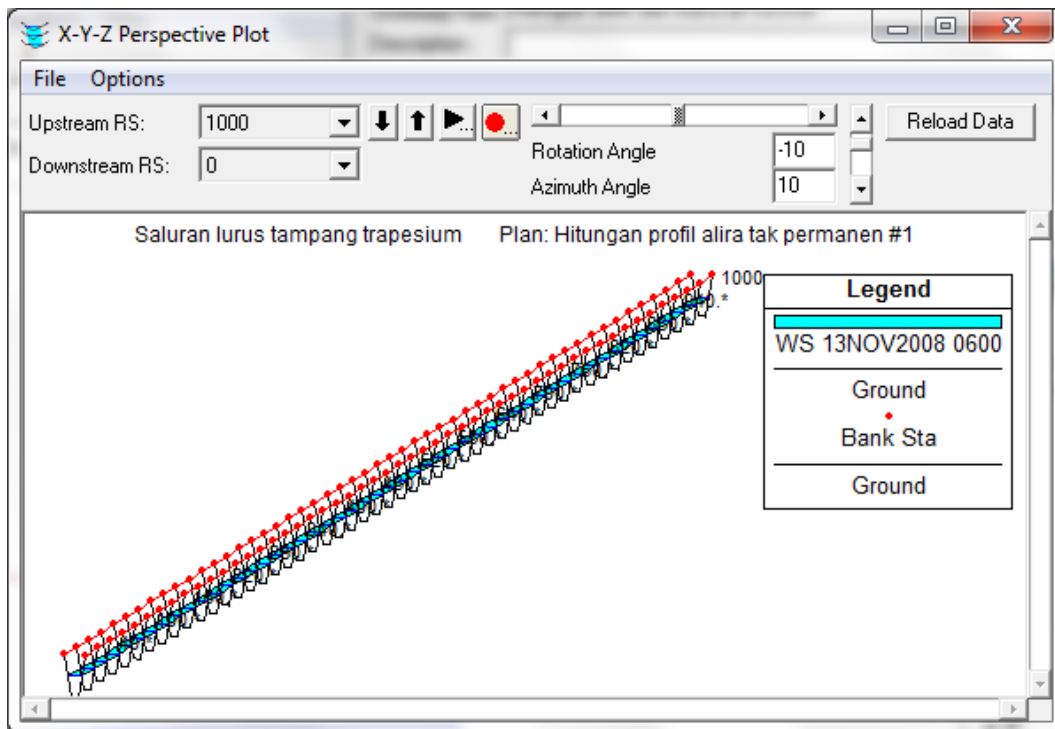 X-Y-Z Perspective Plot
File Options
Upstream RS: 1000
Downstream RS: 0
Rotation Angle -10
Azimuth Angle 10
Reload Data
Saluran lurus tampang trapesium Plan: Hitungan profil alira tak permanen #1
1000
Legend
WS 13NOV2008 0600
Ground
Bank Sta
Ground